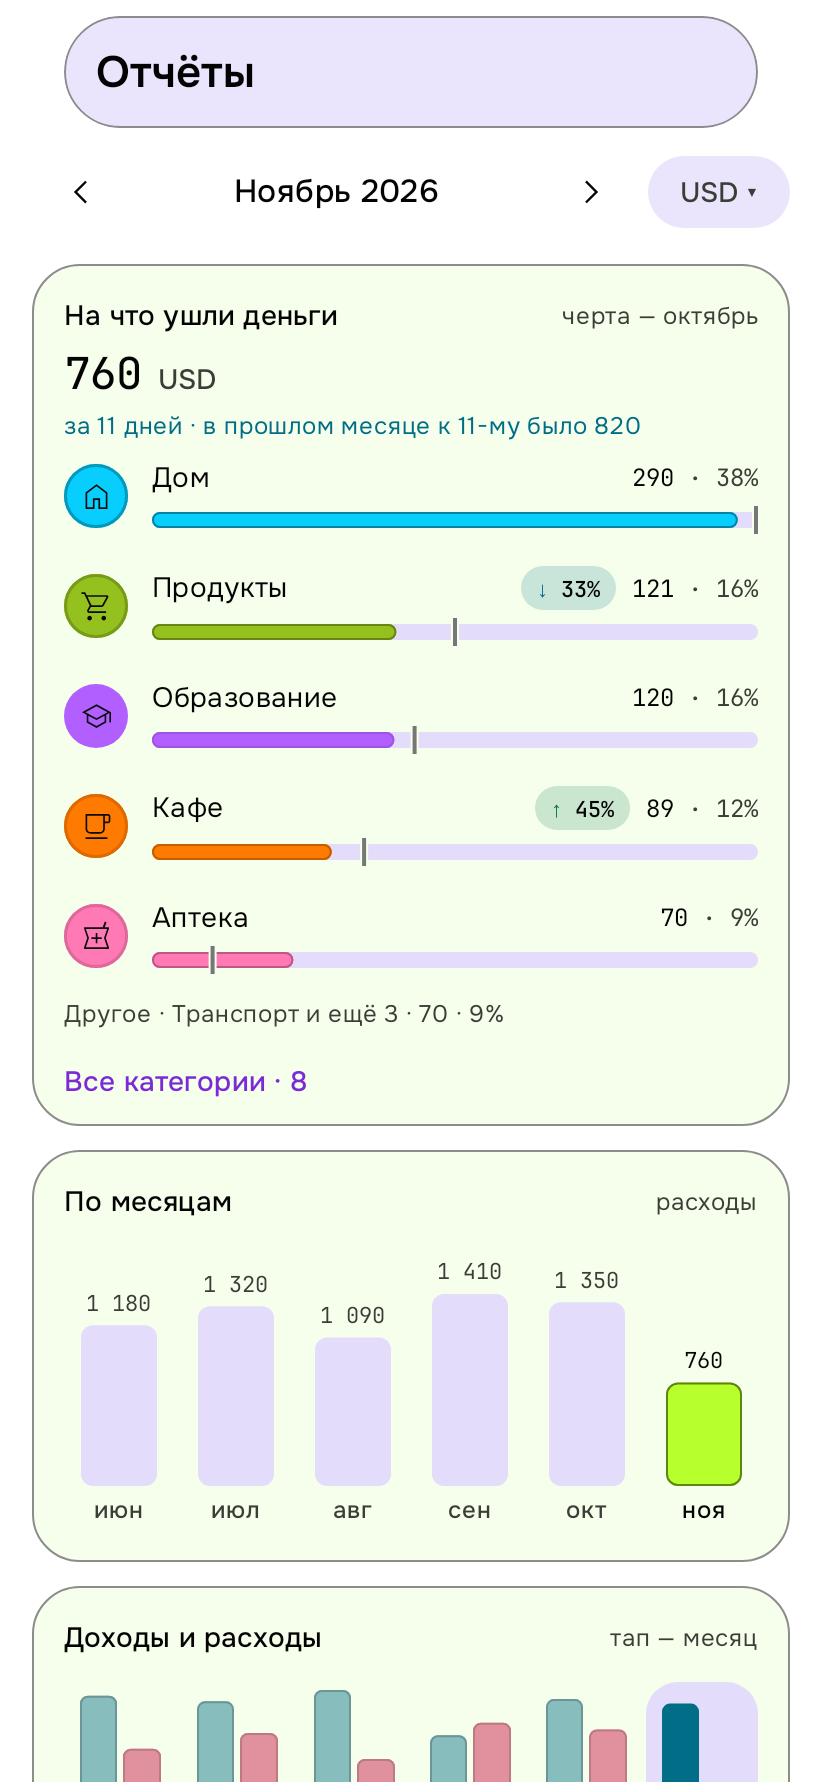 Отчёты
Ноябрь 2026
USD ▾
На что ушли деньги
черта — октябрь
760 USD
за 11 дней · в прошлом месяце к 11-му было 820
Дом 290 · 38%
Продукты ↓ 33% 121 · 16%
Образование 120 · 16%
Кафе ↑ 45% 89 · 12%
Аптека 70 · 9%
Другое · Транспорт и ещё 3 · 70 · 9%
Все категории · 8
По месяцам
расходы
1 180 1 320 1 090 1 410 1 350 760
июн июл авг сен окт ноя
Доходы и расходы
тап — месяц